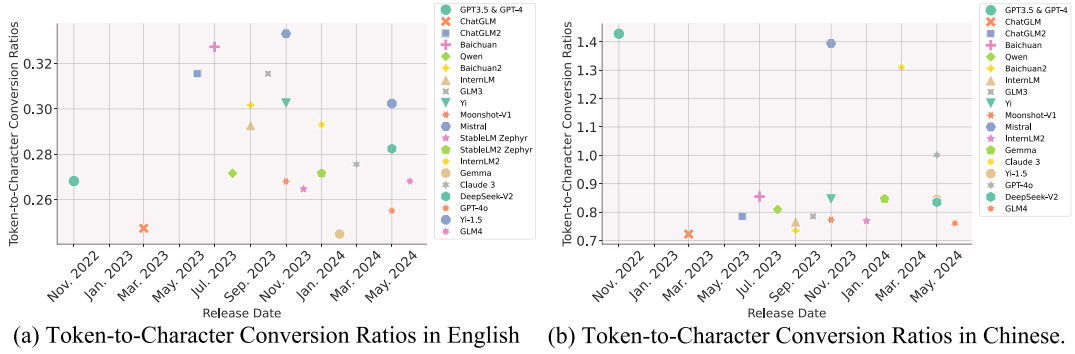 Token-to-Character Conversion Ratios
0.32
0.30
0.28
0.26
Nov. 2022
Jan. 2023
Mar. 2023
May. 2023
Jul. 2023
Sep. 2023
Nov. 2023
Jan. 2024
Mar. 2024
May. 2024
Release Date
GPT3.5 & GPT-4
ChatGLM
ChatGLM2
Baichuan
Qwen
Baichuan2
InternLM
GLM3
Yi
Moonshot-V1
Mistral
StableLM Zephyr
StableLM2 Zephyr
InternLM2
Gemma
Claude 3
DeepSeek-V2
GPT-4o
Yi-1.5
GLM4
(a) Token-to-Character Conversion Ratios in English
Token-to-Character Conversion Ratios
1.4
1.3
1.2
1.1
1.0
0.9
0.8
0.7
Nov. 2022
Jan. 2023
Mar. 2023
May. 2023
Jul. 2023
Sep. 2023
Nov. 2023
Jan. 2024
Mar. 2024
May. 2024
Release Date
GPT3.5 & GPT-4
ChatGLM
ChatGLM2
Baichuan
Qwen
Baichuan2
InternLM
GLM3
Yi
Moonshot-V1
Mistral
InternLM2
Gemma
Claude 3
Yi-1.5
GPT-4o
DeepSeek-V2
GLM4
(b) Token-to-Character Conversion Ratios in Chinese.